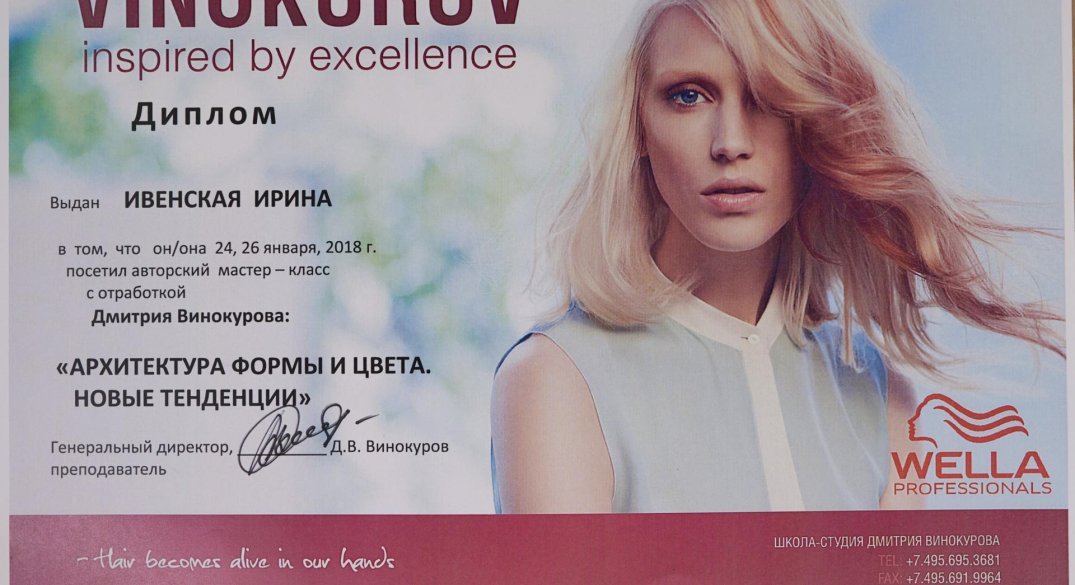 VINOKUROV
inspired by excellence
Диплом
Выдан ИВЕНСКАЯ ИРИНА
в том, что он/она 24, 26 января, 2018 г.
посетил авторский мастер – класс
с отработкой
Дмитрия Винокурова:
«АРХИТЕКТУРА ФОРМЫ И ЦВЕТА.
НОВЫЕ ТЕНДЕНЦИИ»
Генеральный директор, Д.В. Винокуров
преподаватель
WELLA
PROFESSIONALS
- Hair becomes alive in our hands
ШКОЛА-СТУДИЯ ДМИТРИЯ ВИНОКУРОВА
TEL: +7.495.695.3681
FAX: +7.495.691.9964